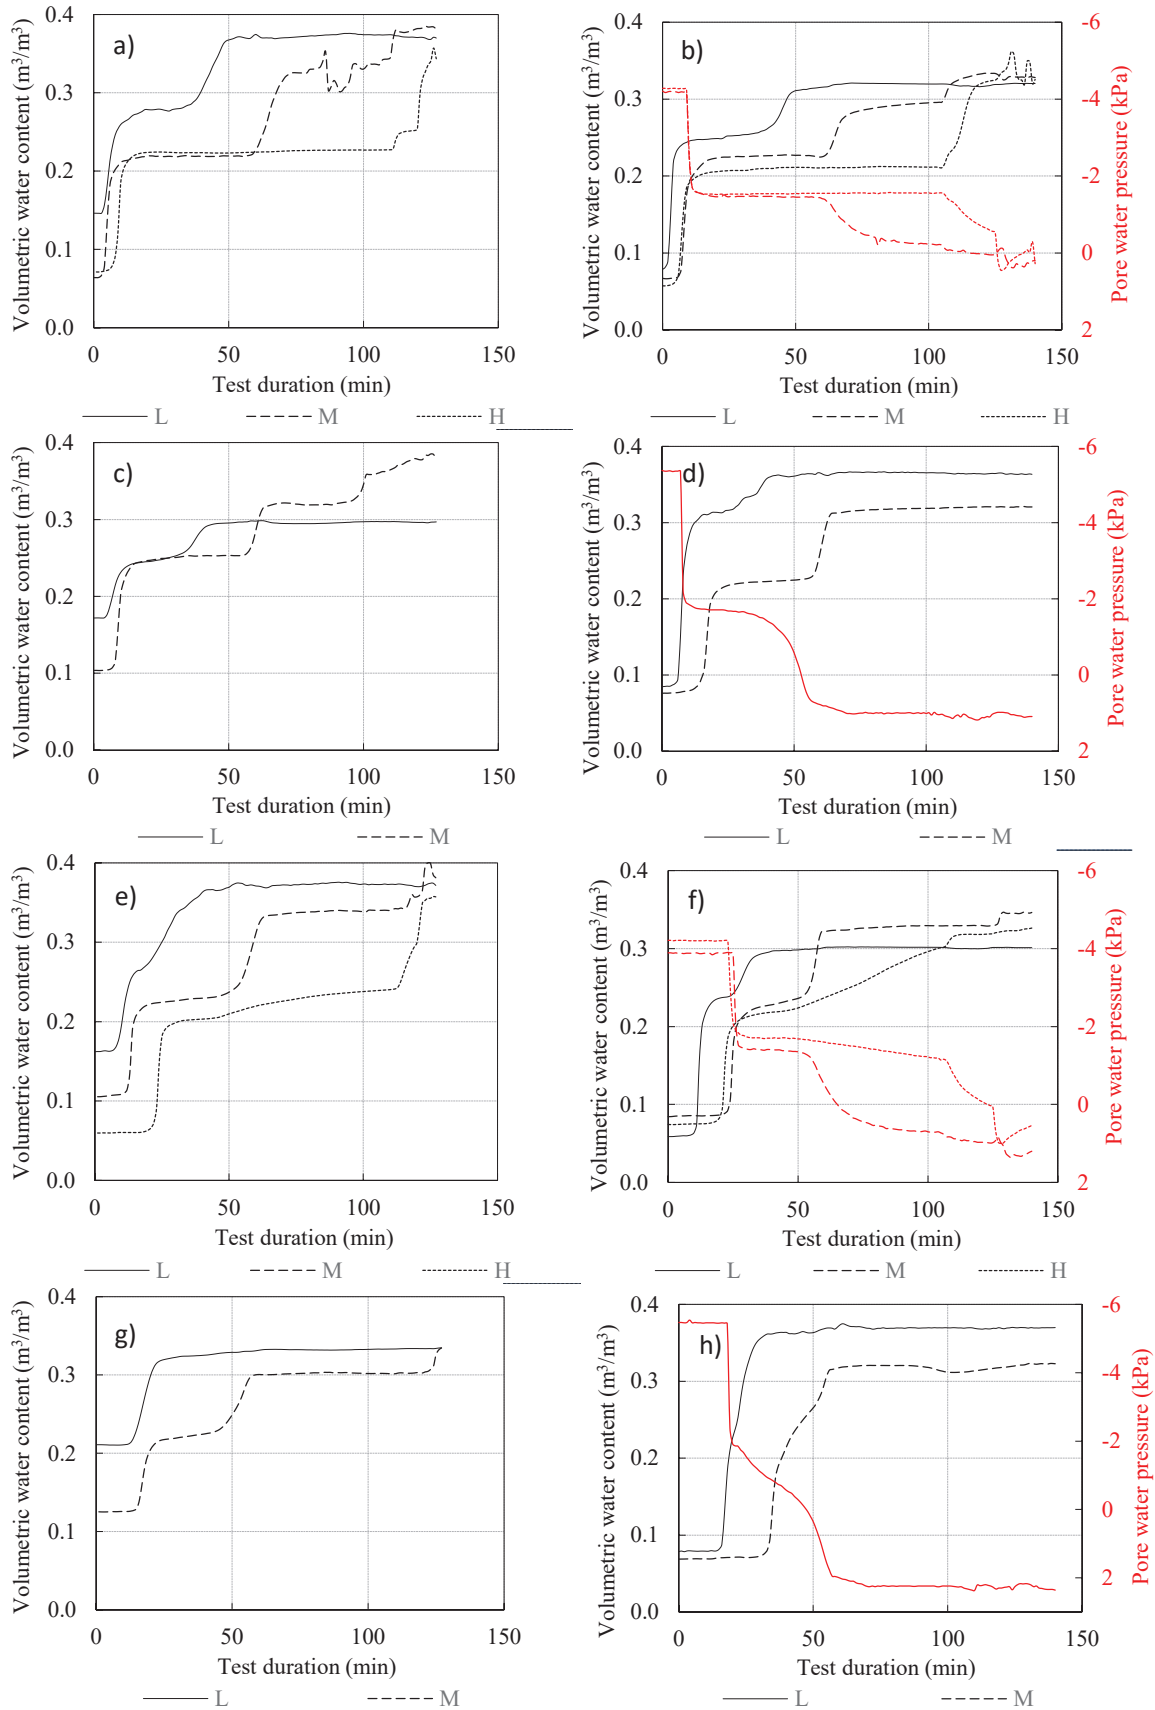 a)
Volumetric water content (m³/m³)
0.4
0.3
0.2
0.1
0.0
0 50 100 150
Test duration (min)
L M H
b)
Volumetric water content (m³/m³)
0.4
0.3
0.2
0.1
0.0
-6
-4
-2
0
2
Pore water pressure (kPa)
0 50 100 150
Test duration (min)
L M H
c)
Volumetric water content (m³/m³)
0.4
0.3
0.2
0.1
0.0
0 50 100 150
Test duration (min)
L M
d)
Volumetric water content (m³/m³)
0.4
0.3
0.2
0.1
0.0
-6
-4
-2
0
2
Pore water pressure (kPa)
0 50 100 150
Test duration (min)
L M
e)
Volumetric water content (m³/m³)
0.4
0.3
0.2
0.1
0.0
0 50 100 150
Test duration (min)
L M H
f)
Volumetric water content (m³/m³)
0.4
0.3
0.2
0.1
0.0
-6
-4
-2
0
2
Pore water pressure (kPa)
0 50 100 150
Test duration (min)
L M H
g)
Volumetric water content (m³/m³)
0.4
0.3
0.2
0.1
0.0
0 50 100 150
Test duration (min)
L M
h)
Volumetric water content (m³/m³)
0.4
0.3
0.2
0.1
0.0
-6
-4
-2
0
2
Pore water pressure (kPa)
0 50 100 150
Test duration (min)
L M